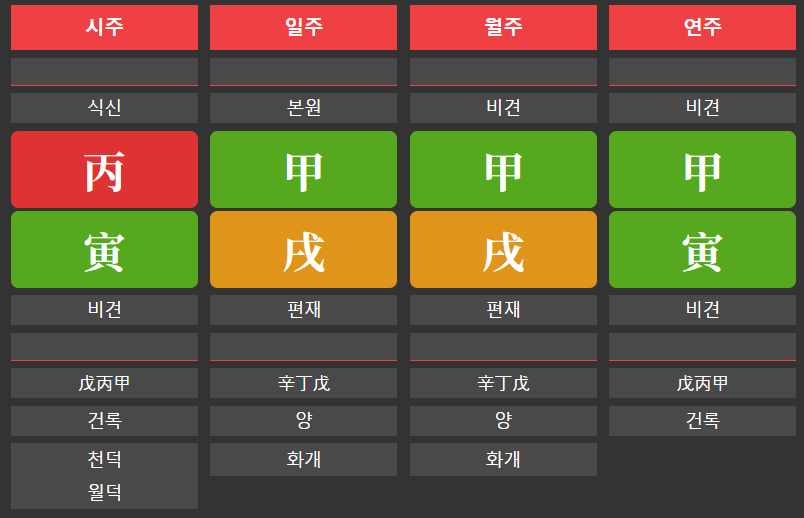 시주 일주 월주 연주
식신 본원 비견 비견
丙 甲 甲 甲
寅 戌 戌 寅
비견 편재 편재 비견
戊丙甲 辛丁戊 辛丁戊 戊丙甲
건록 양 양 건록
천덕 화개 화개
월덕